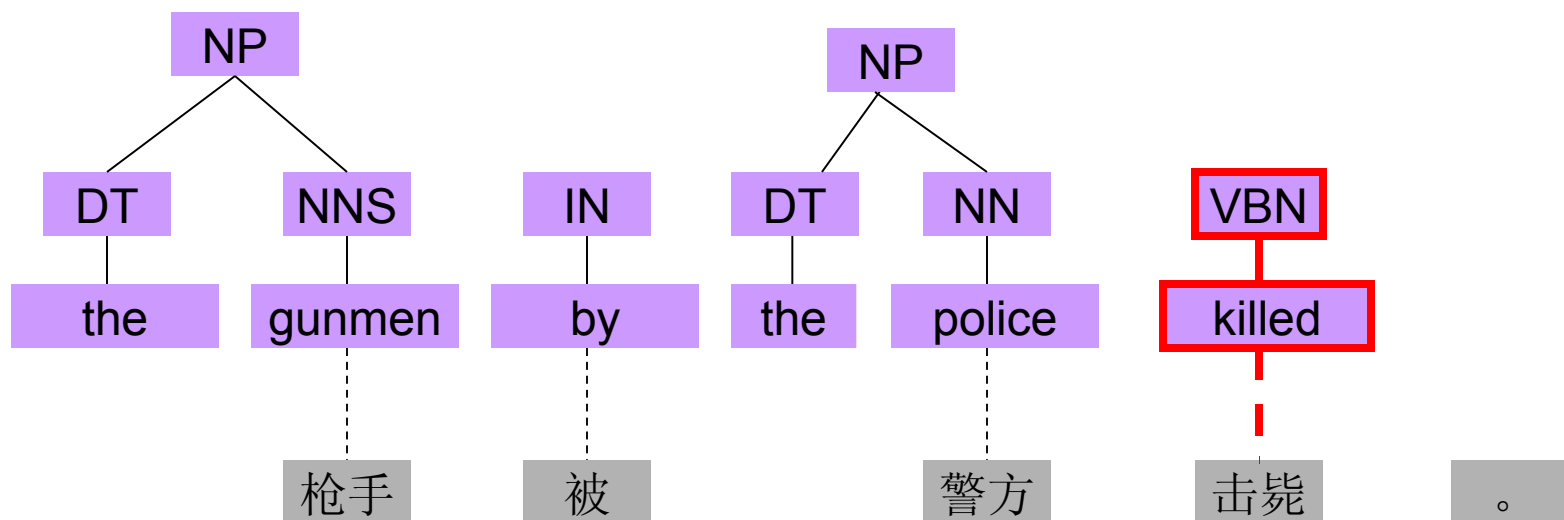 NP NP
DT NNS IN DT NN VBN
the gunmen by the police killed
枪手 被 警方 击毙 。